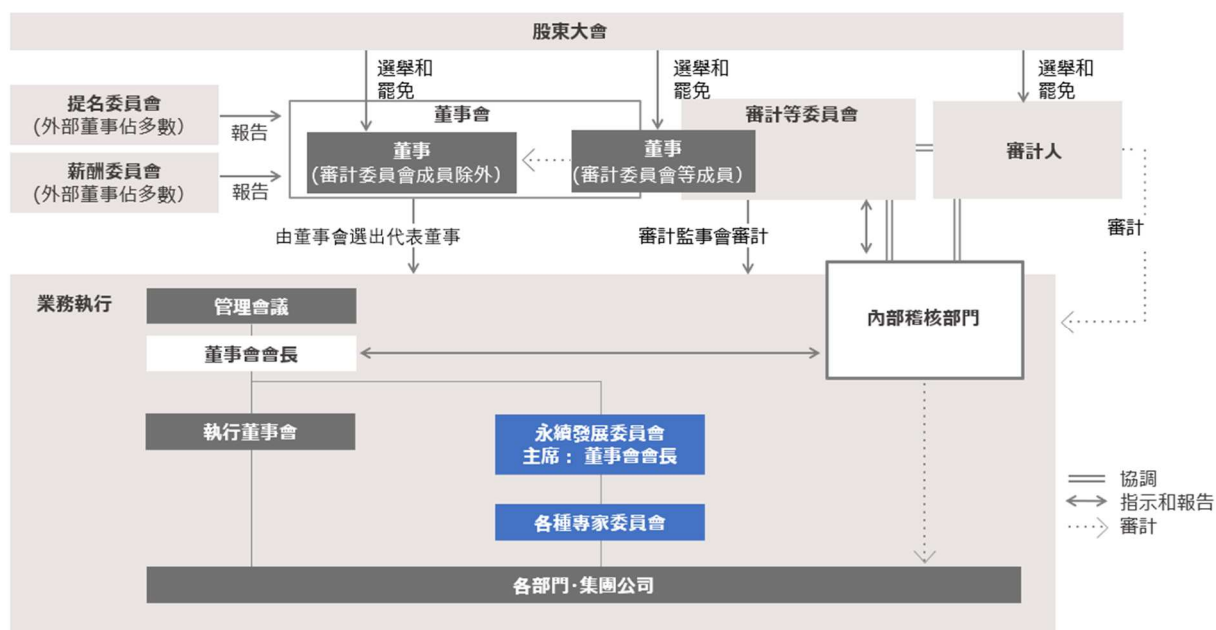 股東大會
選舉和
罷免
選舉和
罷免
選舉和
罷免
提名委員會
(外部董事佔多數)
報告
薪酬委員會
(外部董事佔多數)
報告
董事會
董事
(審計委員會成員除外)
董事
(審計委員會等成員)
審計等委員會
審計人
由董事會選出代表董事
審計監事會審計
審計
業務執行
管理會議
董事會會長
內部稽核部門
執行董事會
永續發展委員會
主席： 董事會會長
各種專家委員會
各部門·集團公司
協調
指示和報告
審計